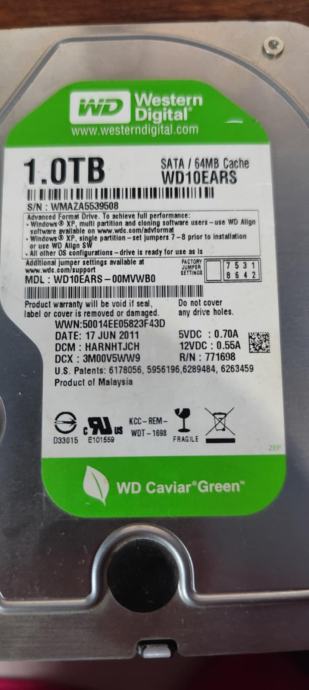 WD Western Digital®
www.westerndigital.com
1.0TB SATA / 64MB Cache
WD10EARS
S/N: WMAZA5539508
Advanced Format Drive. To achieve full performance:
• Windows® XP, multi partition and cloning software users - use WD Align
software available on www.wdc.com/advformat
• Windows® XP, single partition - set jumpers 7-8 prior to installation
or use WD Align SW
• All other OS configurations - drive is ready for use as is
Additional jumper settings available at
www.wdc.com/support
FACTORY JUMPER SETTINGS
7 5 3 1
8 6 4 2
MDL: WD10EARS-00MVWB0
Product warranty will be void if seal, label or cover is removed or damaged.
Do not cover any drive holes.
WWN:50014EE05823F43D
DATE: 17 JUN 2011 5VDC: 0.70A
DCM: HARNHTJCH 12VDC: 0.55A
DCX: 3M00V5WW9 R/N: 771698
U.S. Patents: 6178056, 5956196,6289484, 6263459
Product of Malaysia
D33015
c RU us
E101559
KCC-REM-
WDT-1698
FRAGILE
WD Caviar® Green™